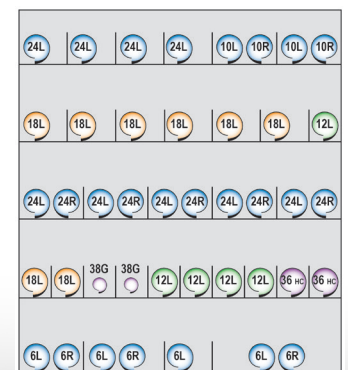 24L 24L 24L 24L 10L 10R 10L 10R
18L 18L 18L 18L 18L 18L 12L
24L 24R 24L 24R 24L 24R 24L 24R 24L 24R
18L 18L 38G 38G 12L 12L 12L 12L 36 HC 36 HC
6L 6R 6L 6R 6L 6L 6R